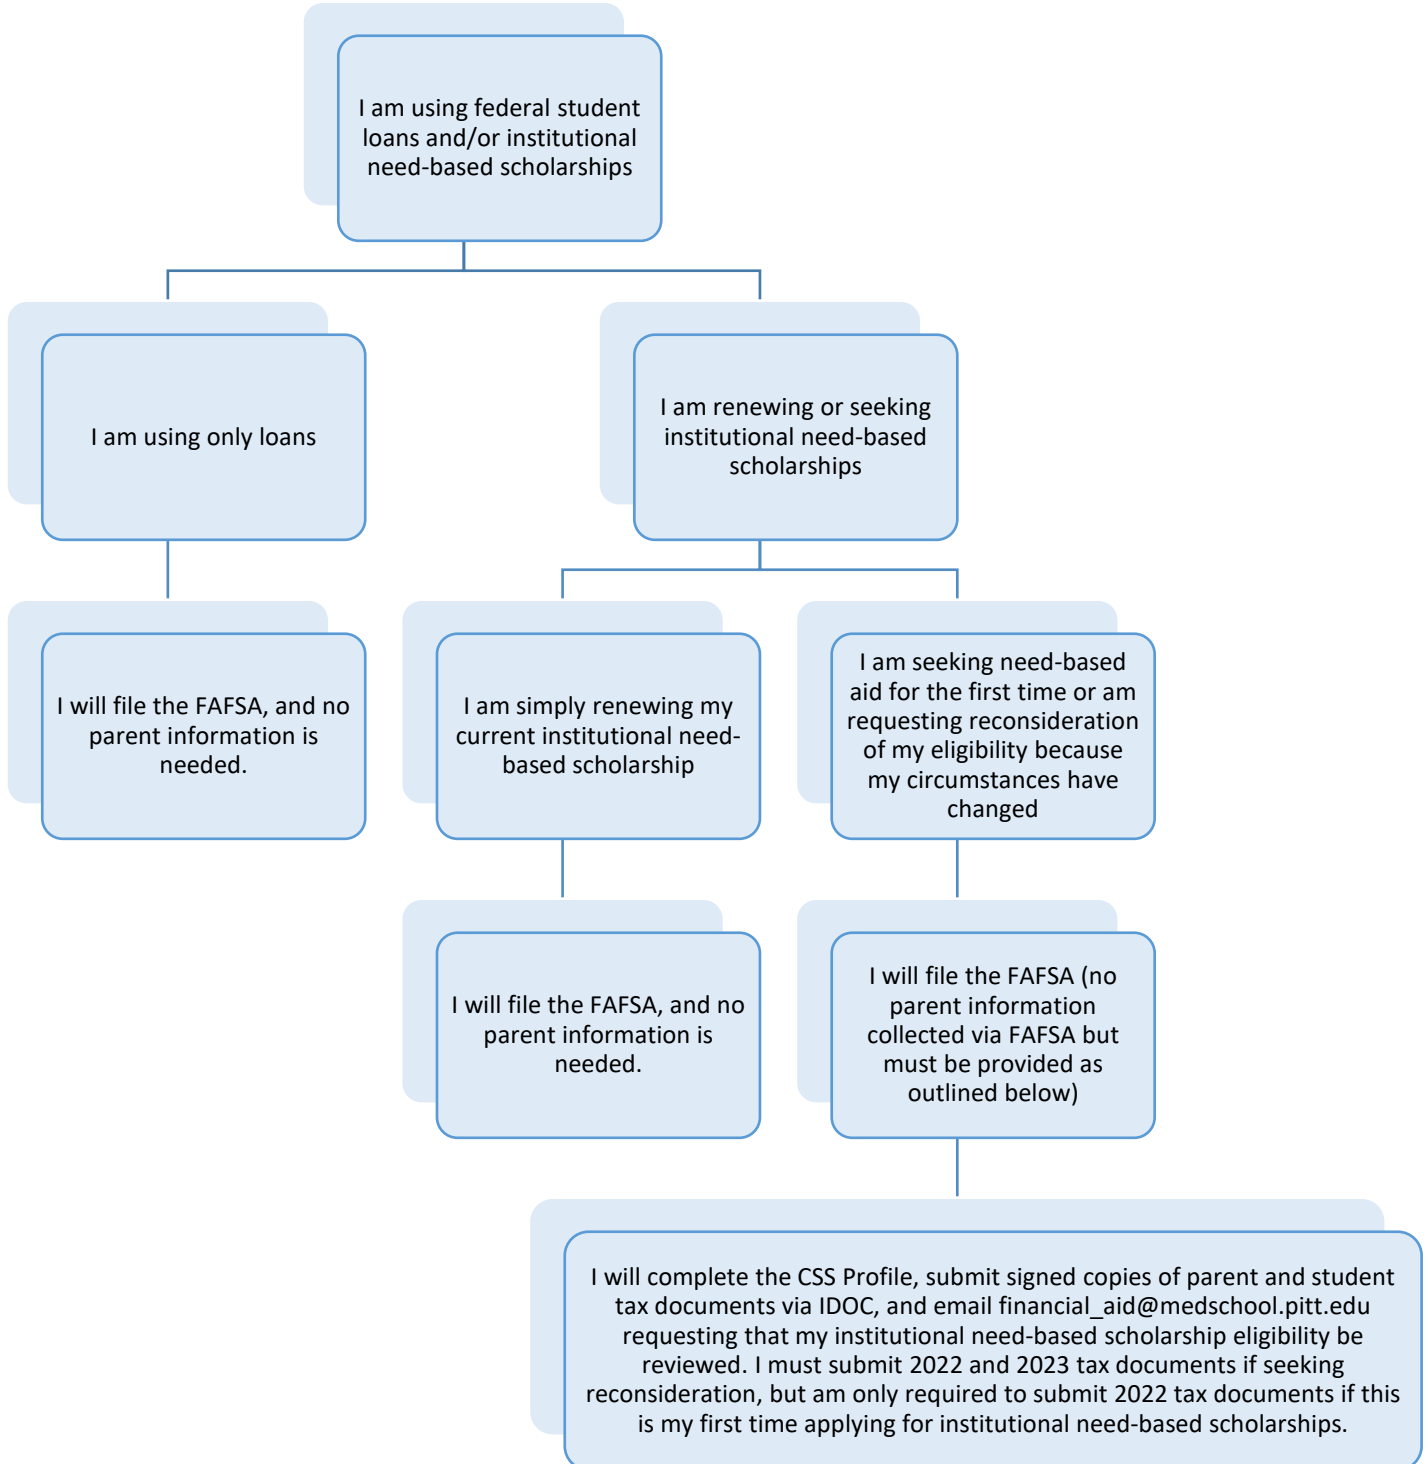 I am using federal student
loans and/or institutional
need-based scholarships
I am using only loans
I am renewing or seeking
institutional need-based
scholarships
I will file the FAFSA, and no
parent information is
needed.
I am simply renewing my
current institutional need-
based scholarship
I am seeking need-based
aid for the first time or am
requesting reconsideration
of my eligibility because
my circumstances have
changed
I will file the FAFSA, and no
parent information is
needed.
I will file the FAFSA (no
parent information
collected via FAFSA but
must be provided as
outlined below)
I will complete the CSS Profile, submit signed copies of parent and student
tax documents via IDOC, and email financial_aid@medschool.pitt.edu
requesting that my institutional need-based scholarship eligibility be
reviewed. I must submit 2022 and 2023 tax documents if seeking
reconsideration, but am only required to submit 2022 tax documents if this
is my first time applying for institutional need-based scholarships.